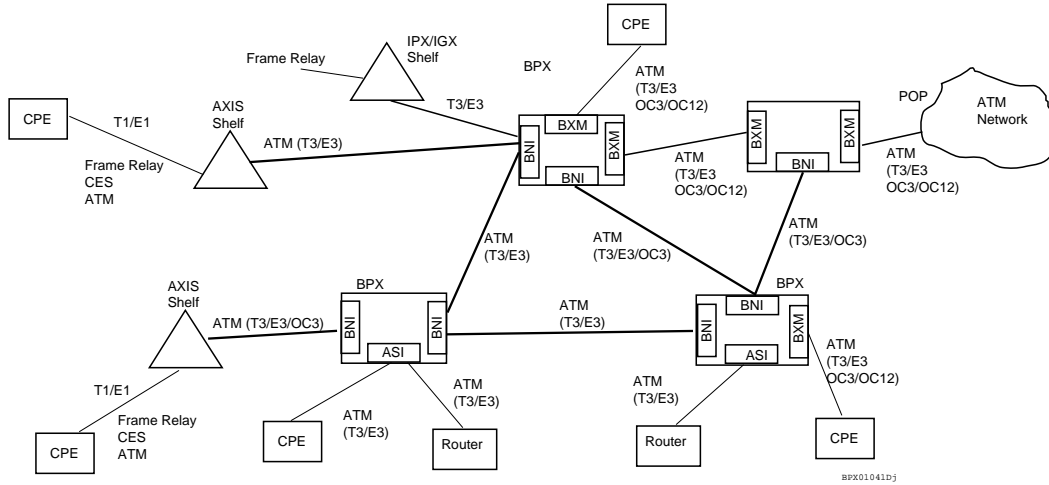 CPE
IPX/IGX
Shelf
Frame Relay
BPX
ATM
(T3/E3
OC3/OC12)
POP
ATM
Network
AXIS
Shelf
T3/E3
CPE
T1/E1
ATM (T3/E3)
BXM
BNI
BXM
BNI
BXM
BXM
BNI
ATM
(T3/E3
OC3/OC12)
ATM
(T3/E3
OC3/OC12)
Frame Relay
CES
ATM
ATM
(T3/E3)
ATM
(T3/E3/OC3)
ATM
(T3/E3/OC3)
AXIS
Shelf
BPX
BPX
ATM (T3/E3/OC3)
BNI
BNI
ASI
ATM
(T3/E3)
BNI
BNI
BXM
ASI
ATM
(T3/E3
OC3/OC12)
T1/E1
ATM
(T3/E3)
ATM
(T3/E3)
ATM
(T3/E3)
Frame Relay
CES
ATM
CPE
CPE
Router
Router
CPE
BPX01041Dj